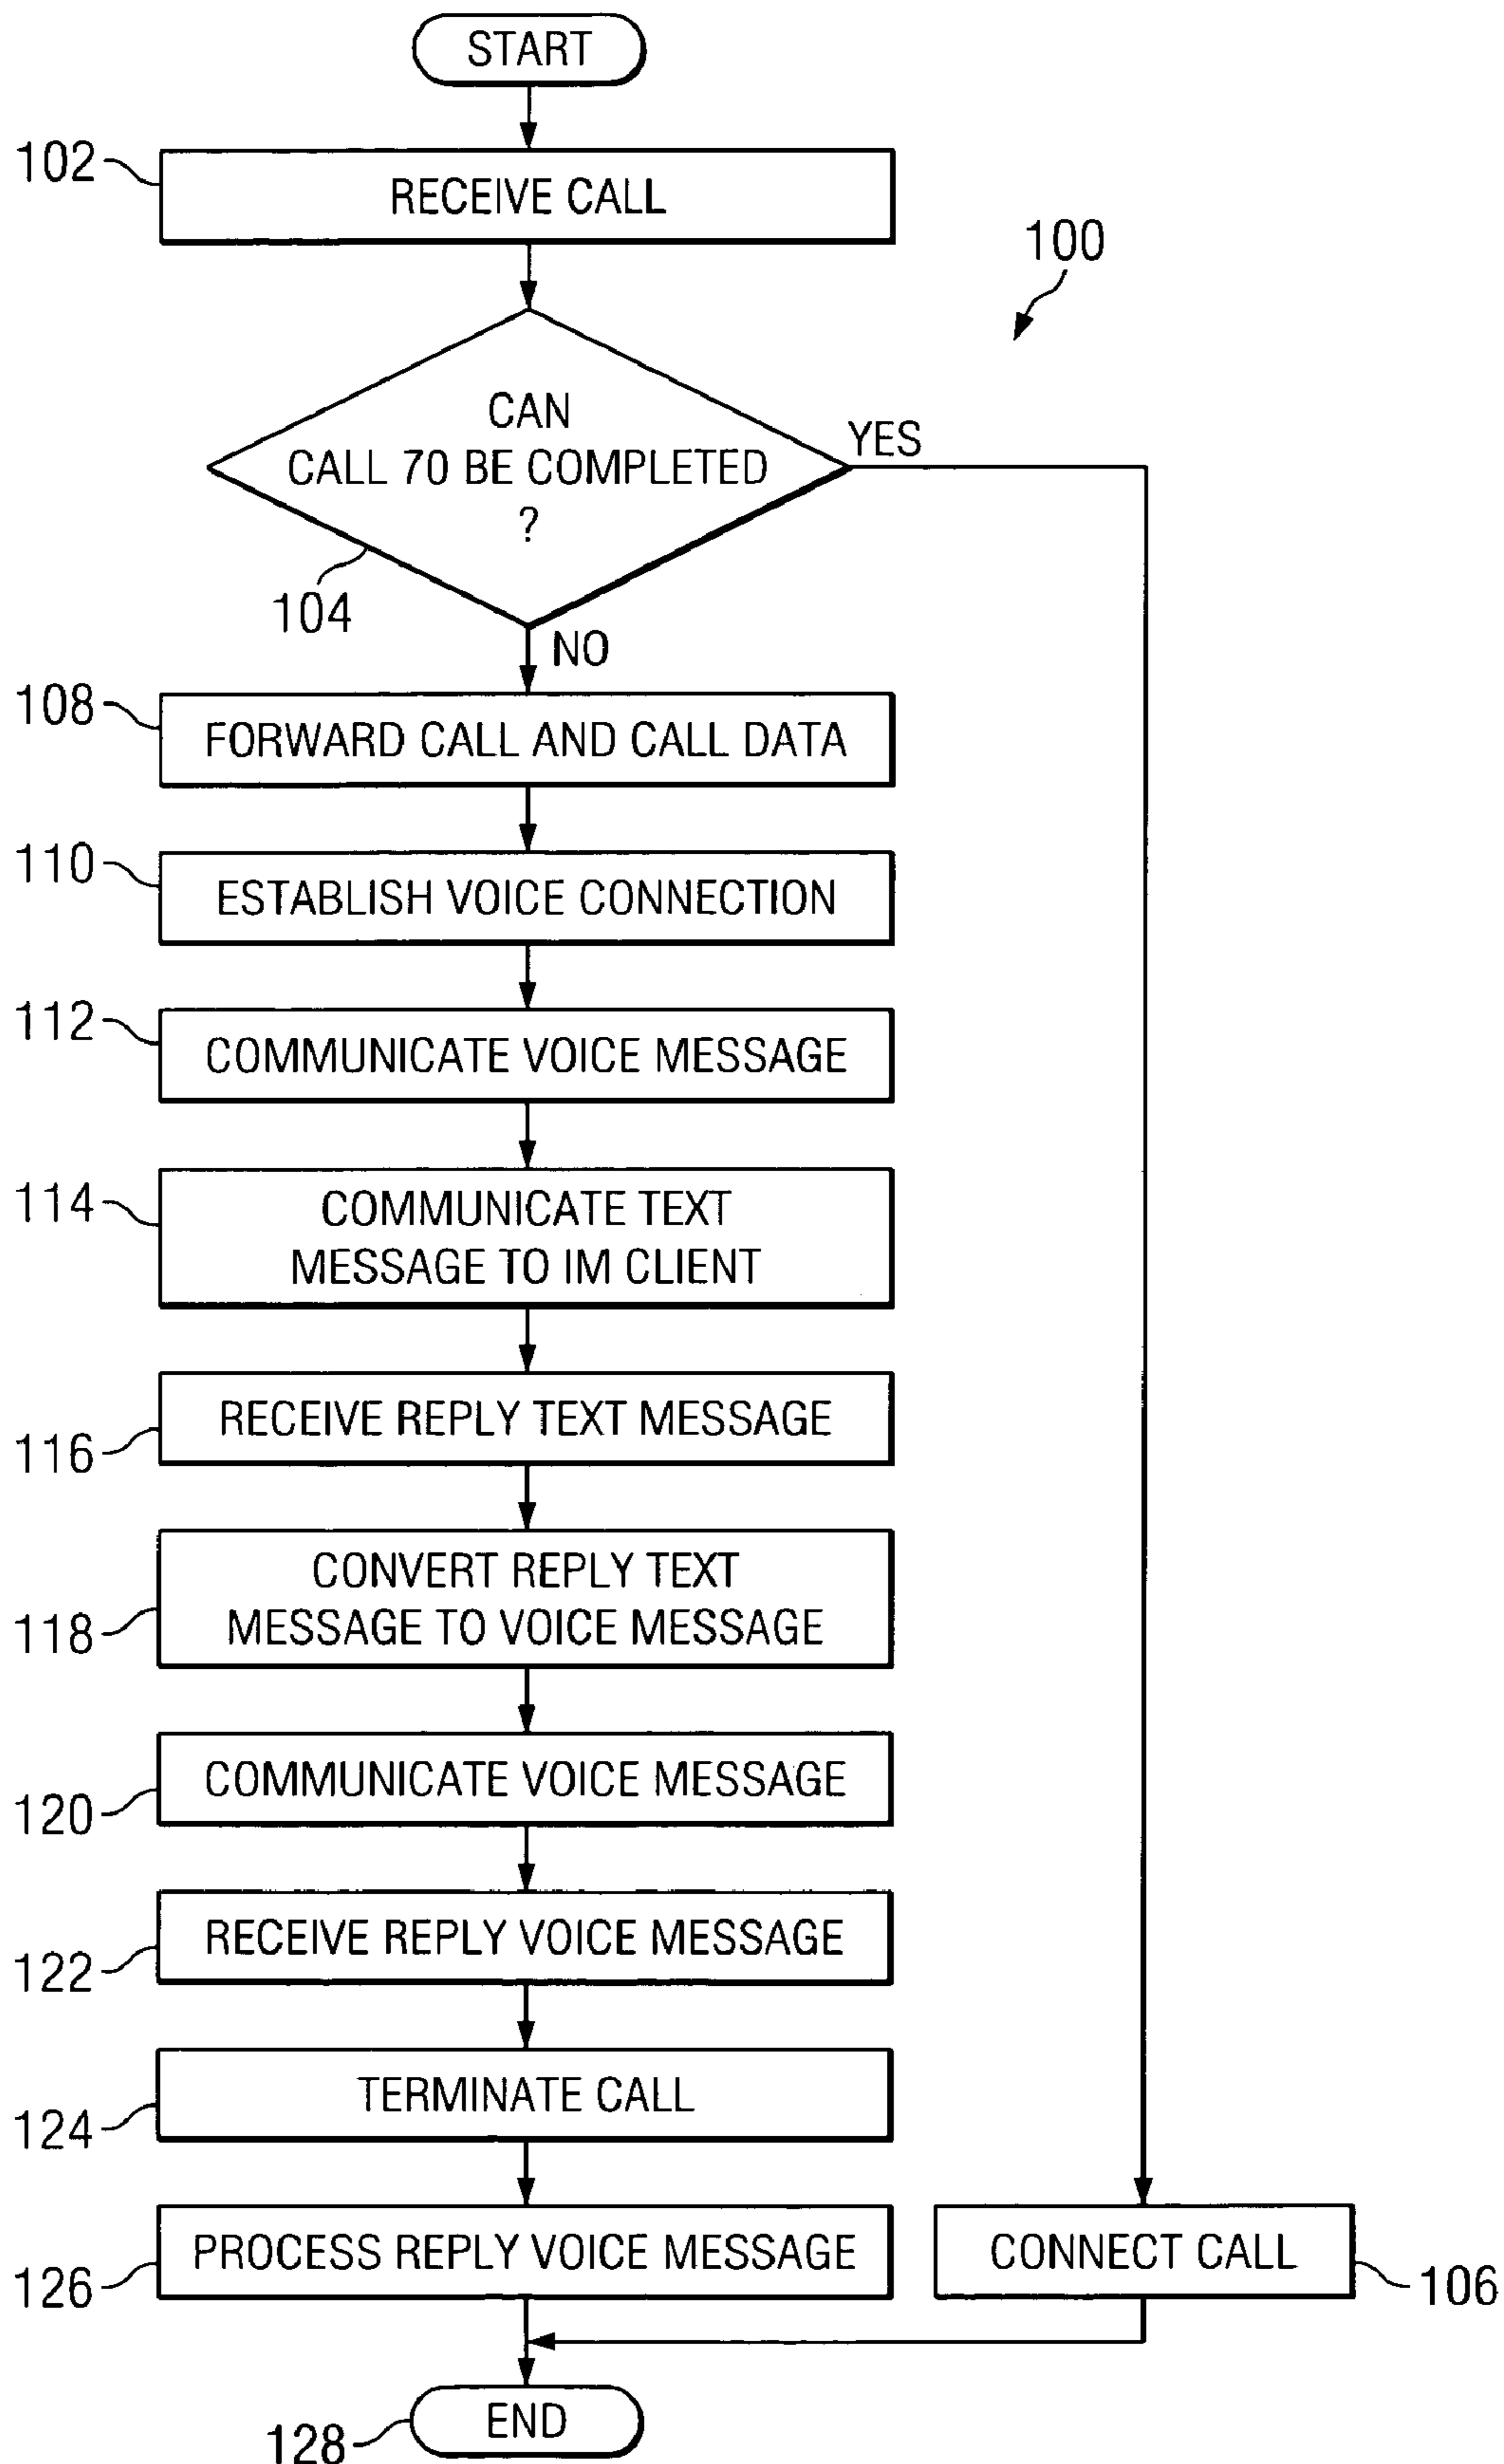 START
102
RECEIVE CALL
100
CAN
CALL 70 BE COMPLETED
?
YES
104
NO
108
FORWARD CALL AND CALL DATA
110
ESTABLISH VOICE CONNECTION
112
COMMUNICATE VOICE MESSAGE
114
COMMUNICATE TEXT
MESSAGE TO IM CLIENT
116
RECEIVE REPLY TEXT MESSAGE
118
CONVERT REPLY TEXT
MESSAGE TO VOICE MESSAGE
120
COMMUNICATE VOICE MESSAGE
122
RECEIVE REPLY VOICE MESSAGE
124
TERMINATE CALL
126
PROCESS REPLY VOICE MESSAGE
CONNECT CALL
106
128
END